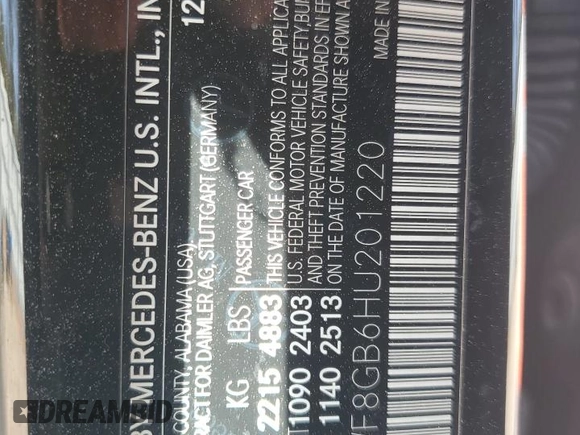 BY MERCEDES-BENZ U.S. INTL., IN
COUNTY, ALABAMA (USA) 12
RACT FOR DAIMLER AG, STUTTGART (GERMANY)
KG LBS PASSENGER CAR
2215 4883 THIS VEHICLE CONFORMS TO ALL APPLICA
1090 2403 U.S. FEDERAL MOTOR VEHICLE SAFETY, BU
AND THEFT PREVENTION STANDARDS IN EF
1140 2513 ON THE DATE OF MANUFACTURE SHOWN A
F8GB6HU201220 MADE IN
DREAMBID